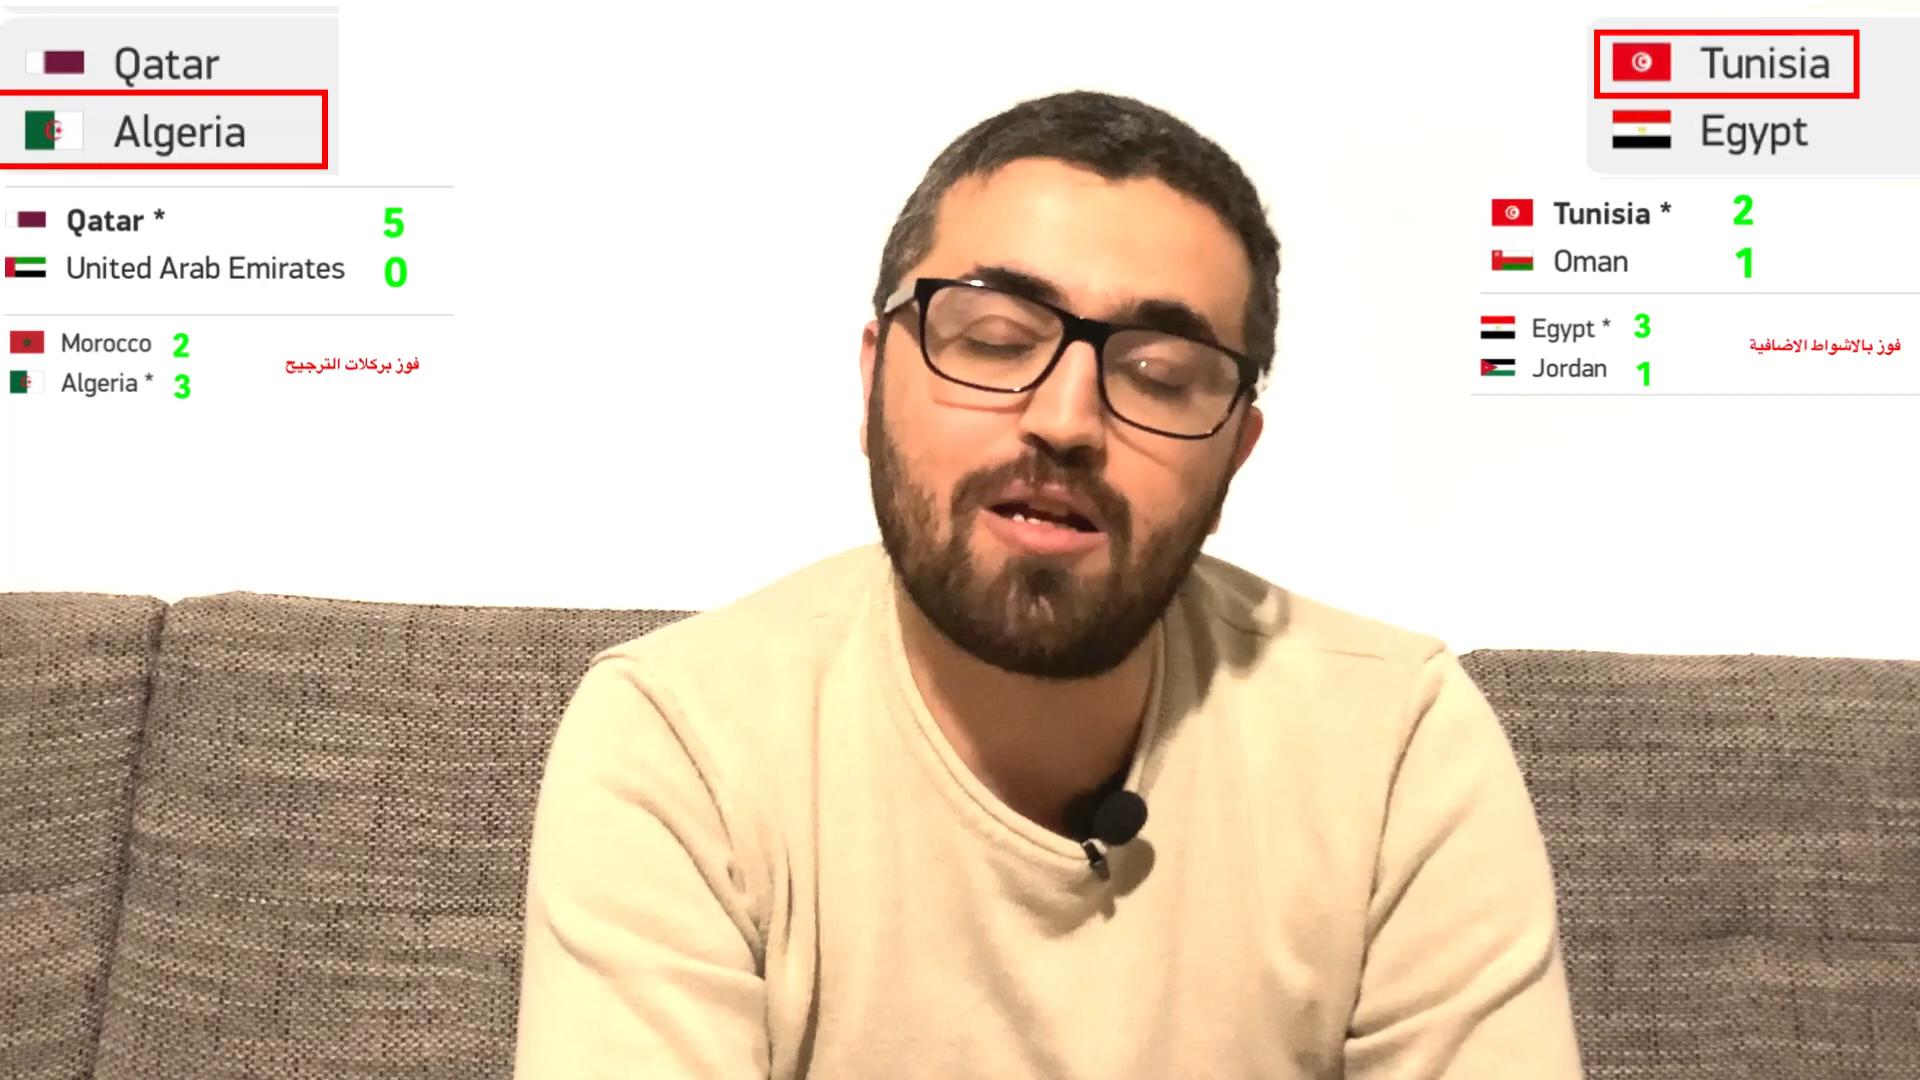 Qatar
Algeria
Qatar *
5
United Arab Emirates
0
Morocco
2
Algeria *
3
فوز بركلات الترجيح
Tunisia
Egypt
Tunisia *
2
Oman
1
Egypt *
3
Jordan
1
فوز بالاشواط الاضافية